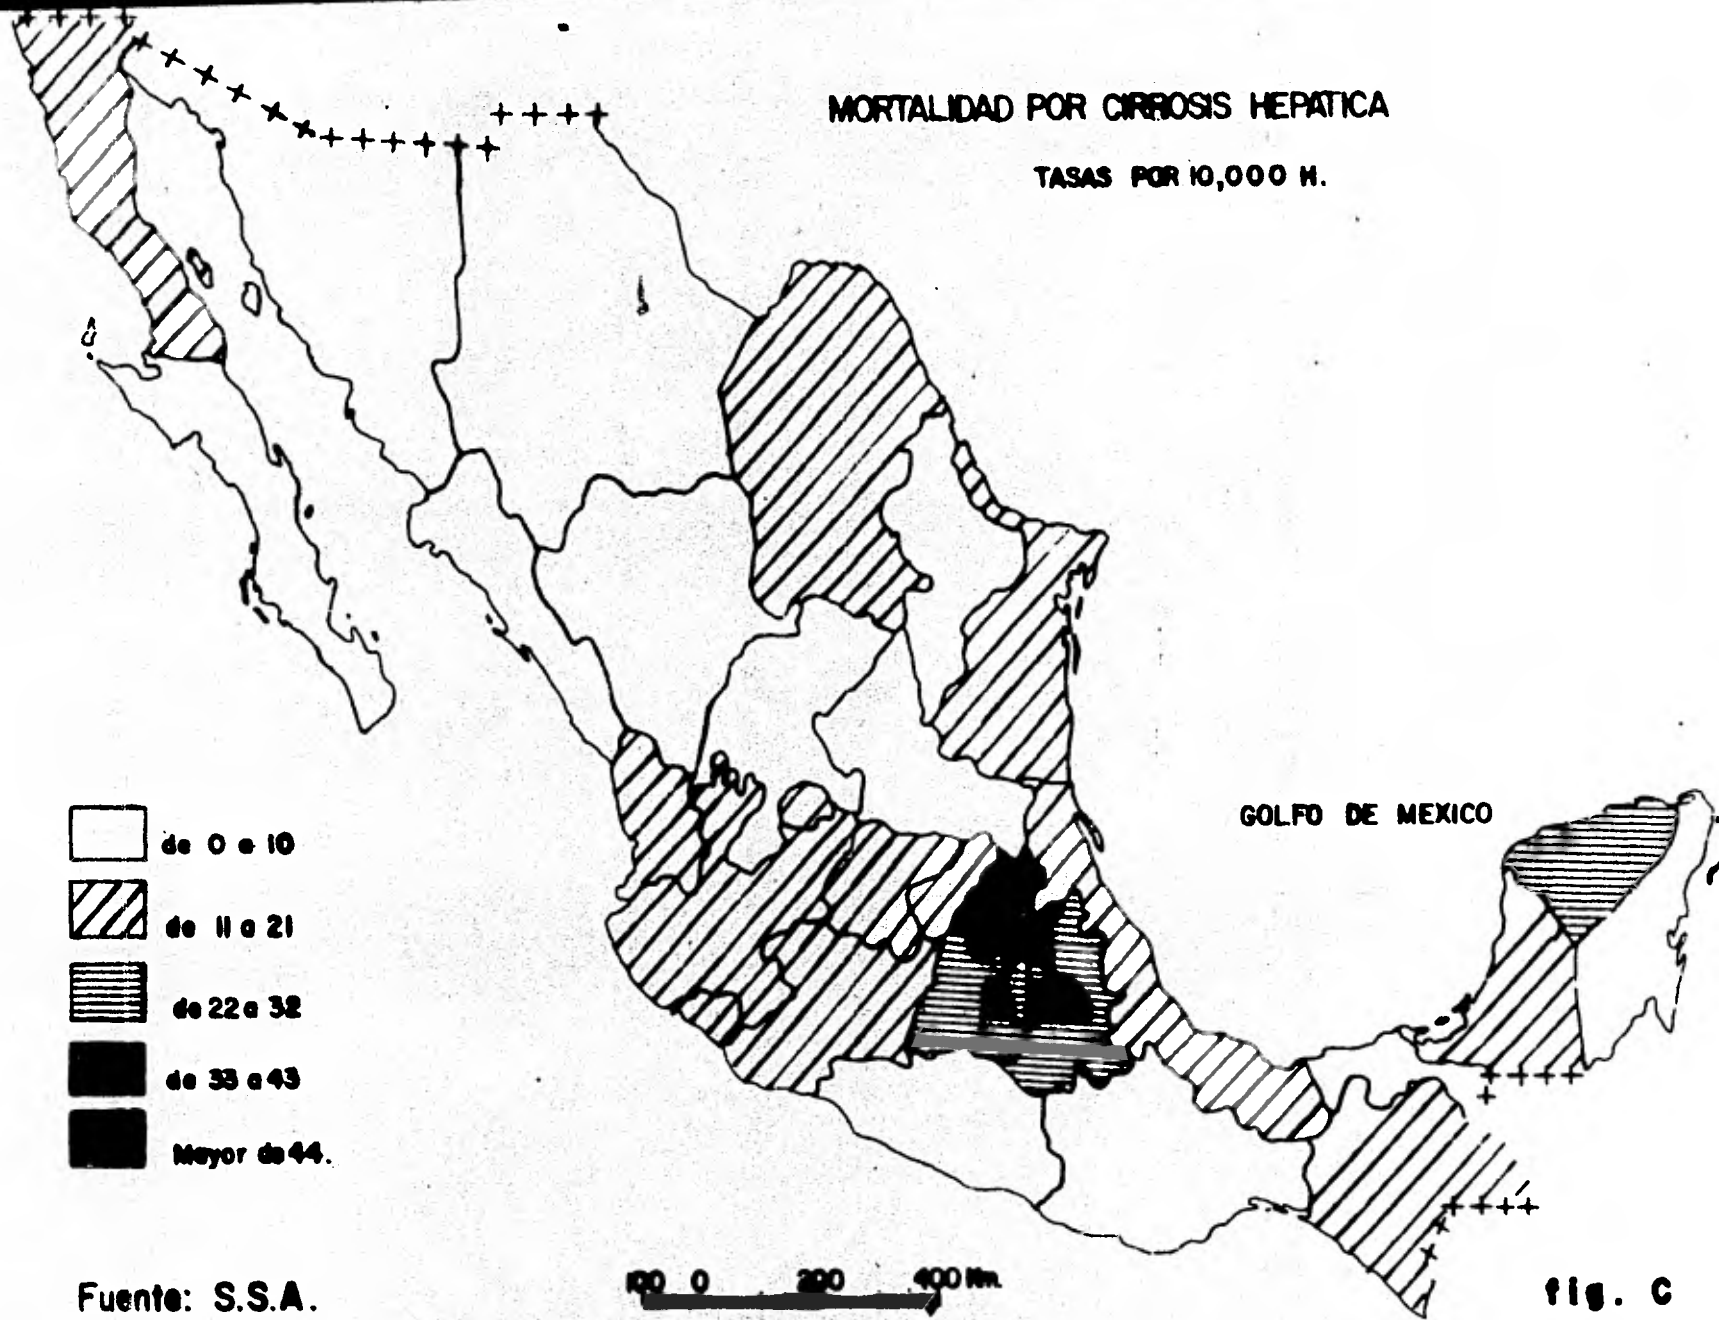 MORTALIDAD POR CIRROSIS HEPATICA
TASAS POR 10,000 H.
GOLFO DE MEXICO
de 0 a 10
de 11 a 21
de 22 a 32
de 33 a 43
Mayor de 44.
100 0 200 400 Km.
Fuente: S.S.A.
fig. C